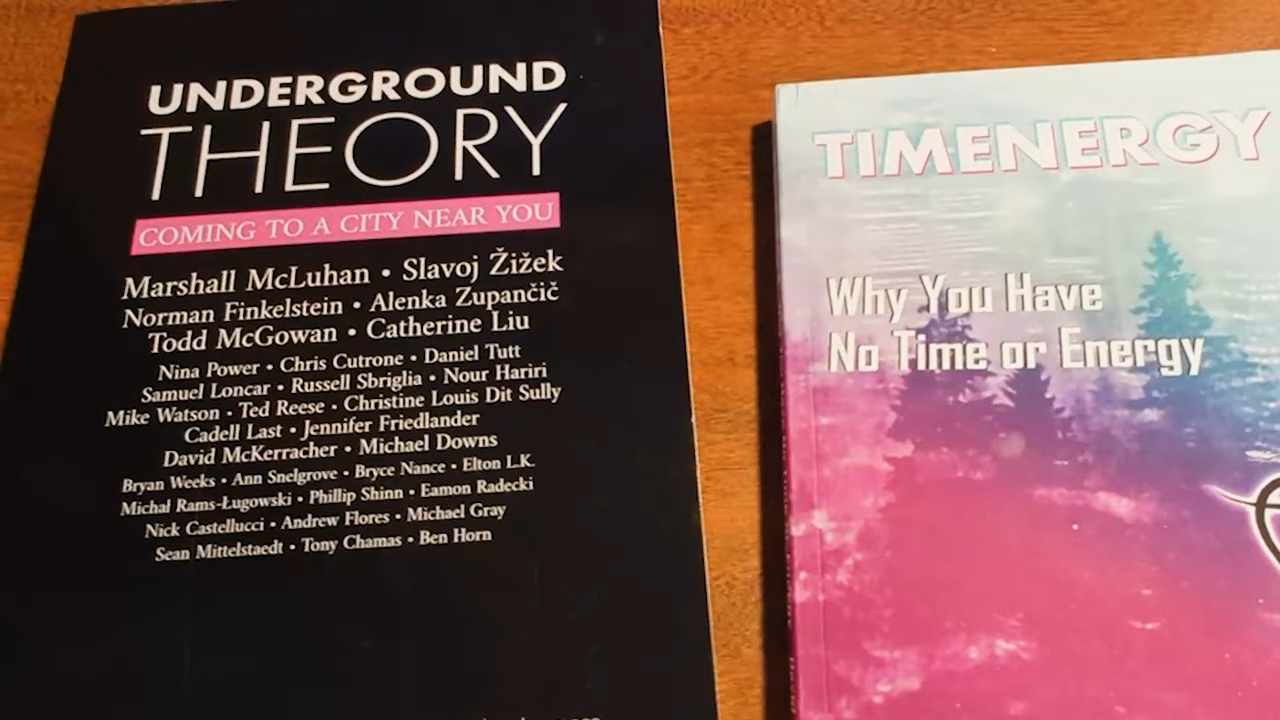 UNDERGROUND
THEORY
COMING TO A CITY NEAR YOU
Marshall McLuhan • Slavoj Žižek
Norman Finkelstein • Alenka Zupančič
Todd McGowan • Catherine Liu
Nina Power • Chris Cutrone • Daniel Tutt
Samuel Loncar • Russell Sbriglia • Nour Hariri
Mike Watson • Ted Reese • Christine Louis Dit Sully
Cadell Last • Jennifer Friedlander
David McKerracher • Michael Downs
Bryan Weeks • Ann Snelgrove • Bryce Nance • Elton L.K.
Michal Rams-Ługowski • Phillip Shinn • Eamon Radecki
Nick Castellucci • Andrew Flores • Michael Gray
Sean Mittelstaedt • Tony Chamas • Ben Horn
TIMENERGY
Why You Have
No Time or Energy